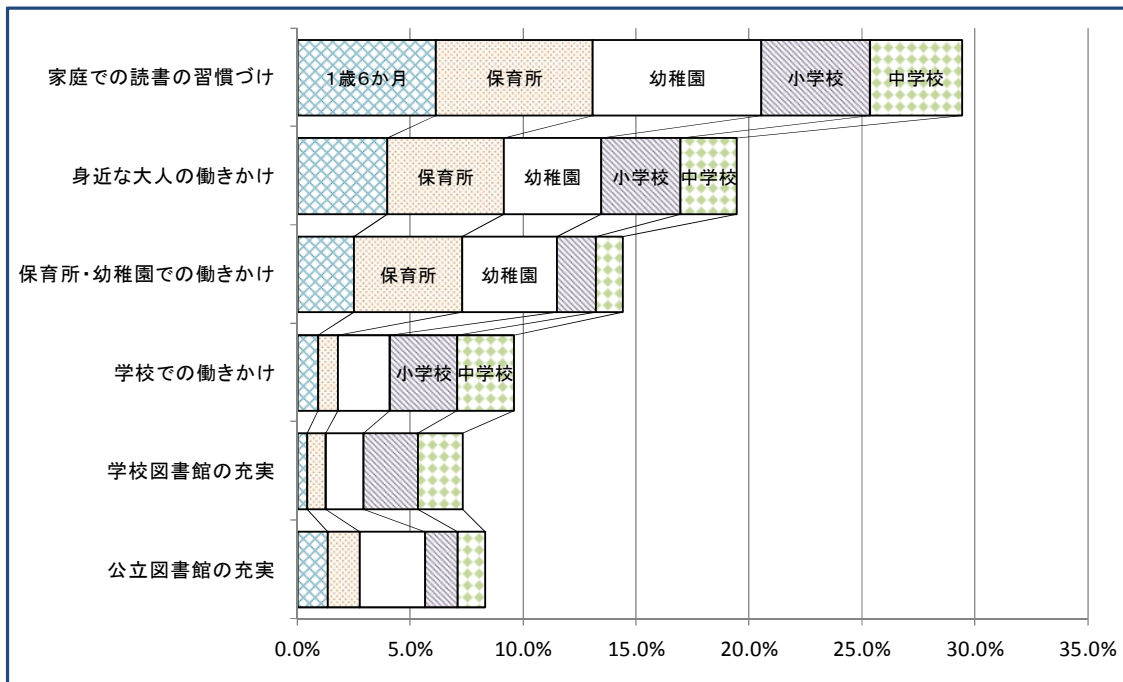 家庭での読書の習慣づけ
1歳6か月 保育所 幼稚園 小学校 中学校
身近な大人の働きかけ
保育所 幼稚園 小学校 中学校
保育所・幼稚園での働きかけ
保育所 幼稚園
学校での働きかけ
小学校 中学校
学校図書館の充実
公立図書館の充実
0.0% 5.0% 10.0% 15.0% 20.0% 25.0% 30.0% 35.0%